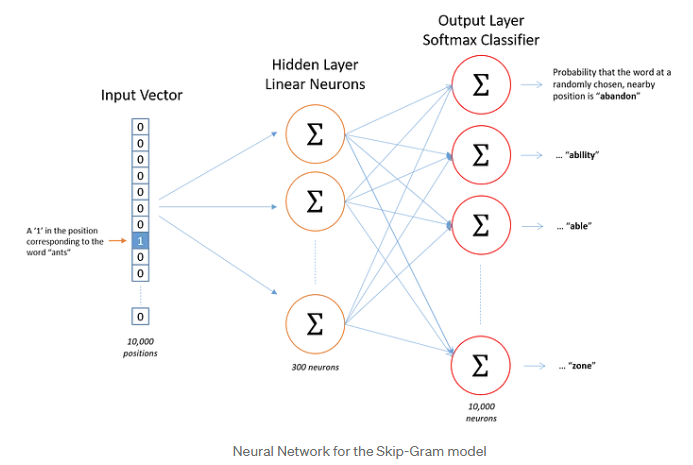 Output Layer
Softmax Classifier
Hidden Layer
Linear Neurons
Input Vector
0
0
0
0
0
0
0
1
0
0
0
A ‘1’ in the position
corresponding to the
word “ants”
10,000
positions
Σ
Σ
Σ
300 neurons
Σ
Σ
Σ
Σ
10,000
neurons
Probability that the word at a
randomly chosen, nearby
position is “abandon”
... “ability”
... “able”
... “zone”
Neural Network for the Skip-Gram model